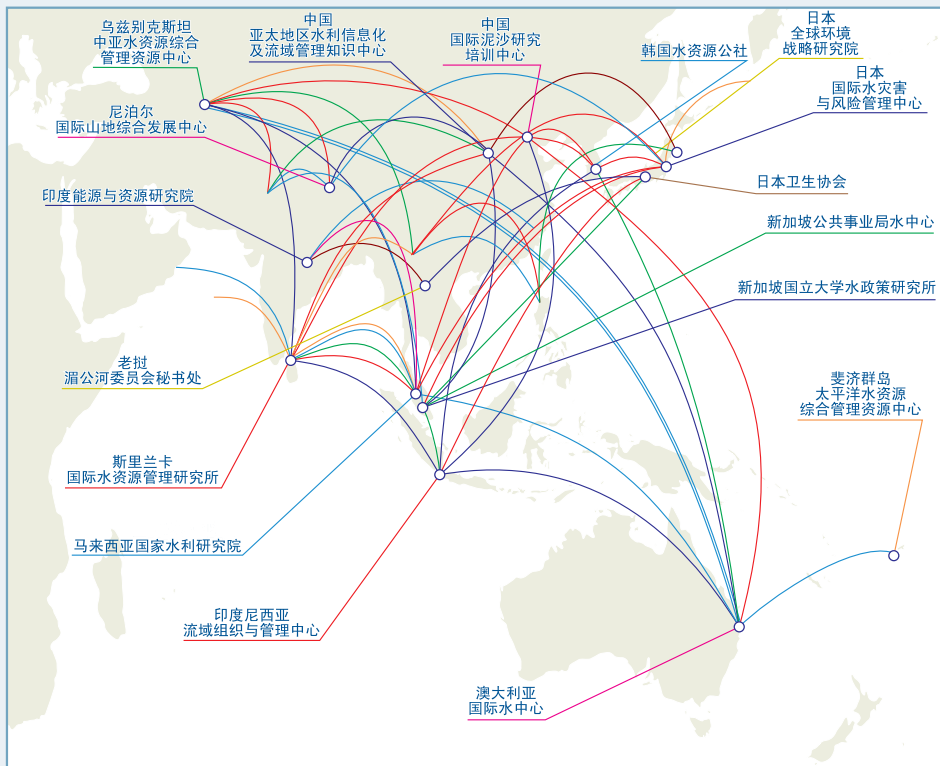 乌兹别克斯坦
中亚水资源综合
管理资源中心
中国
亚太地区水利信息化
及流域管理知识中心
中国
国际泥沙研究
培训中心
日本
全球环境
战略研究院
韩国水资源公社
日本
国际水灾害
与风险管理中心
尼泊尔
国际山地综合发展中心
日本卫生协会
印度能源与资源研究院
新加坡公共事业局水中心
新加坡国立大学水政策研究所
老挝
湄公河委员会秘书处
斐济群岛
太平洋水资源
综合管理资源中心
斯里兰卡
国际水资源管理研究所
马来西亚国家水利研究院
印度尼西亚
流域组织与管理中心
澳大利亚
国际水中心